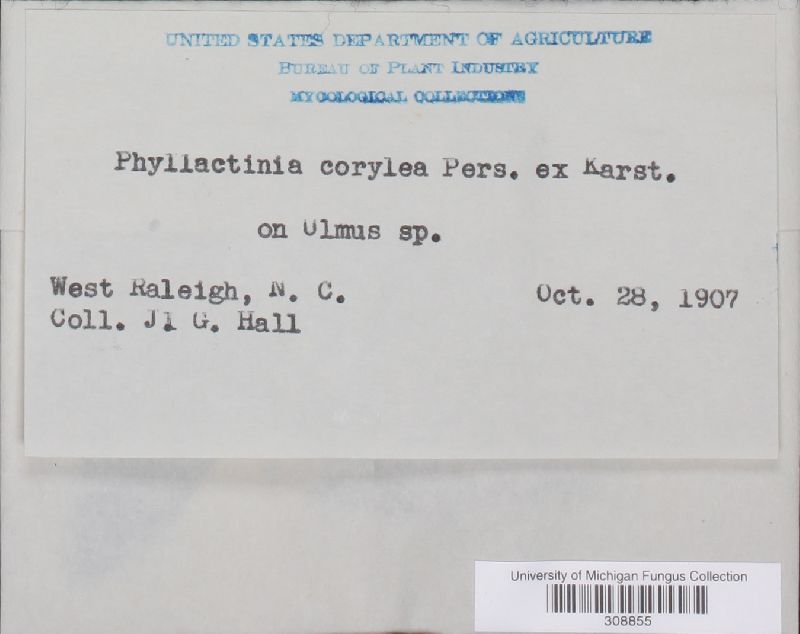 UNITED STATES DEPARTMENT OF AGRICULTURE
BUREAU OF PLANT INDUSTRY
MYCOLOGICAL COLLECTIONS
Phyllactinia corylea Pers. ex Karst.
on Ulmus sp.
West Raleigh, N. C.
Oct. 28, 1907
Coll. J. G. Hall
University of Michigan Fungus Collection
308855